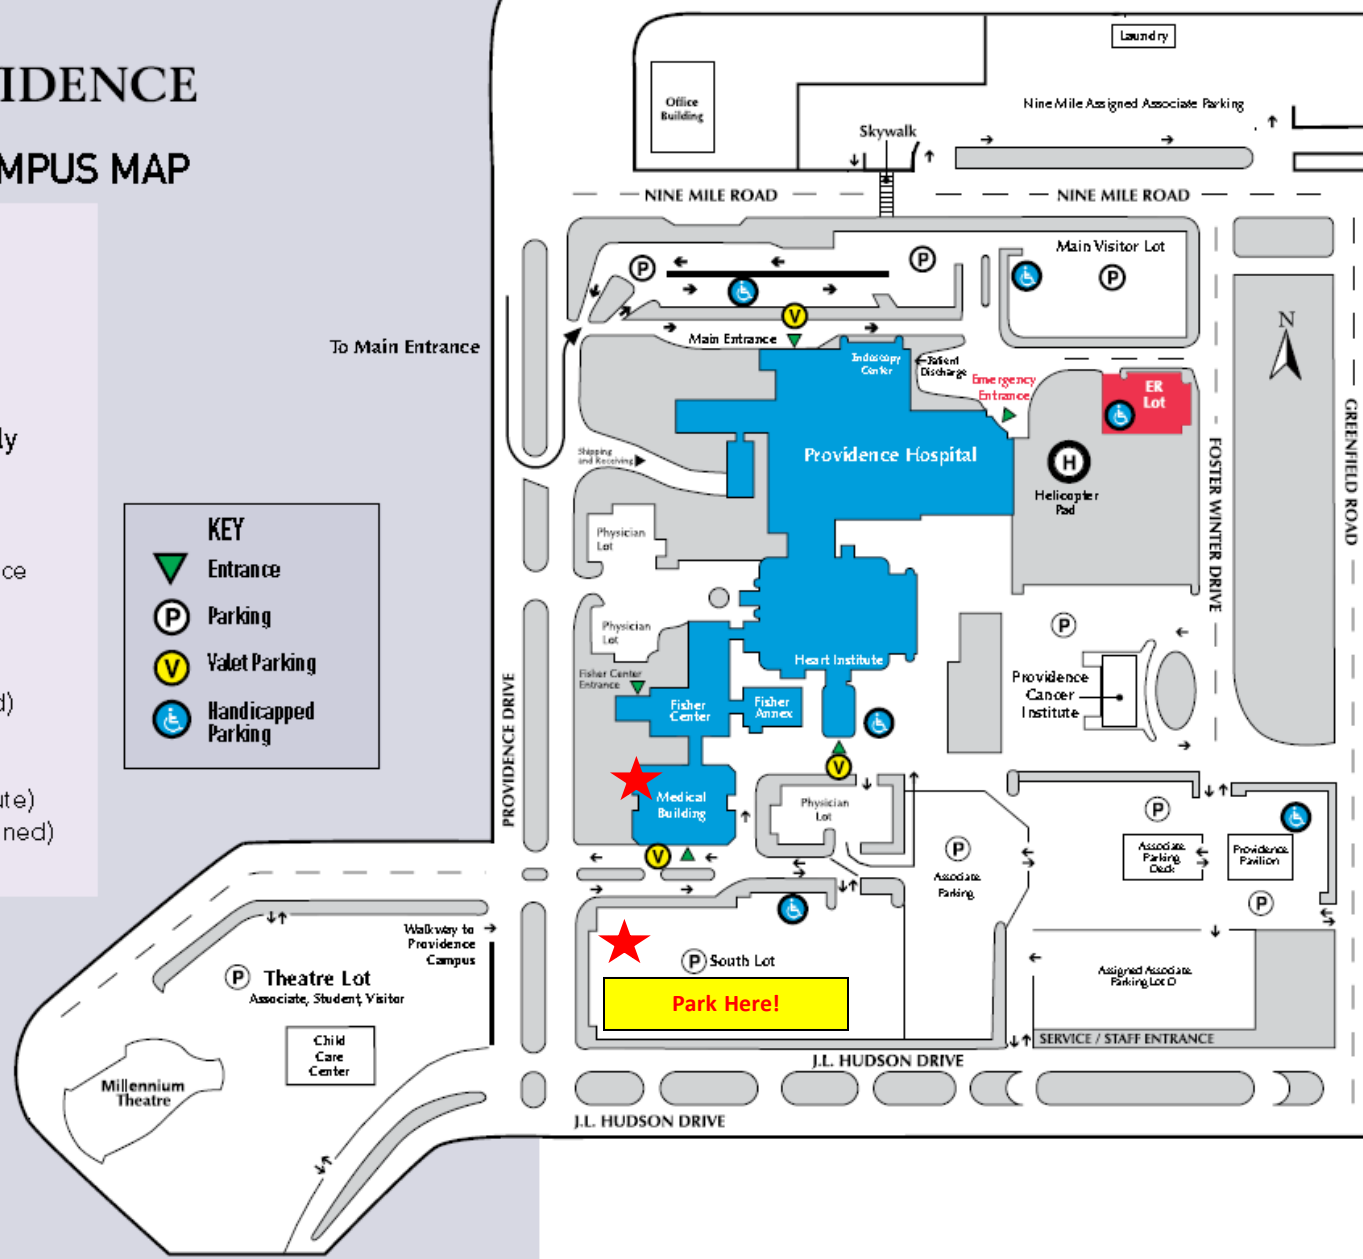 IDENCE
MPUS MAP
ly
ce
d)
ute)
ned)
To Main Entrance
KEY
Entrance
P Parking
V Valet Parking
Handicapped
Parking
Laundry
Office
Building
Nine Mile Assigned Associate Parking
Skywalk
NINE MILE ROAD
NINE MILE ROAD
P
P
Main Visitor Lot
P
V
Main Entrance
Endoscopy
Center
Patient
Discharge
Emergency
Entrance
ER
Lot
N
Providence Hospital
H
Helicopter
Pad
Shipping
and Receiving
Physician
Lot
Physician
Lot
FOSTER WINTER DRIVE
GREENFIELD ROAD
PROVIDENCE DRIVE
Heart Institute
P
Providence
Cancer
Institute
Fisher Center
Entrance
Fisher
Center
Fisher
Annex
V
Medical
Building
Physician
Lot
V
P
Associate
Parking
P
Associate
Parking
Deck
Providence
Pavilion
P
Walkway to
Providence
Campus
P Theatre Lot
Associate, Student, Visitor
Child
Care
Center
Millennium
Theatre
P South Lot
Park Here!
Assigned Associate
Parking Lot D
SERVICE / STAFF ENTRANCE
J.L. HUDSON DRIVE
J.L. HUDSON DRIVE